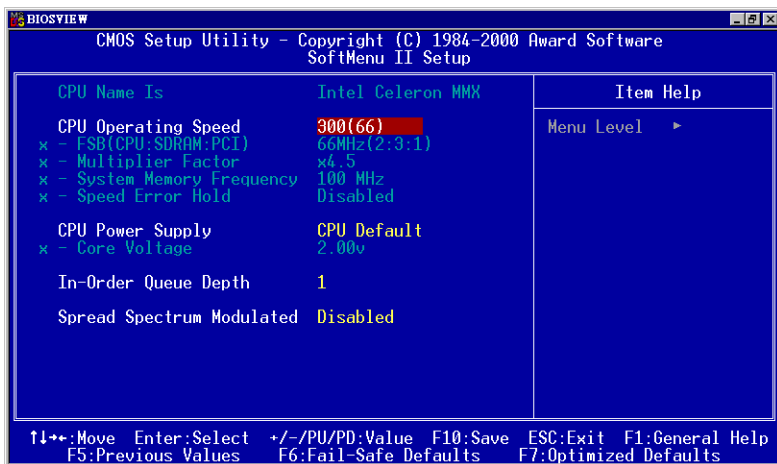 BIOSVIEW
CMOS Setup Utility - Copyright (C) 1984-2000 Award Software
SoftMenu II Setup
CPU Name Is Intel Celeron MMX
Item Help
CPU Operating Speed 300(66)
Menu Level ►
x - FSB(CPU:SDRAM:PCI) 66MHz(2:3:1)
x - Multiplier Factor x4.5
x - System Memory Frequency 100 MHz
x - Speed Error Hold Disabled
CPU Power Supply CPU Default
x - Core Voltage 2.00v
In-Order Queue Depth 1
Spread Spectrum Modulated Disabled
↑↓→←:Move Enter:Select +/-/PU/PD:Value F10:Save ESC:Exit F1:General Help
F5:Previous Values F6:Fail-Safe Defaults F7:Optimized Defaults